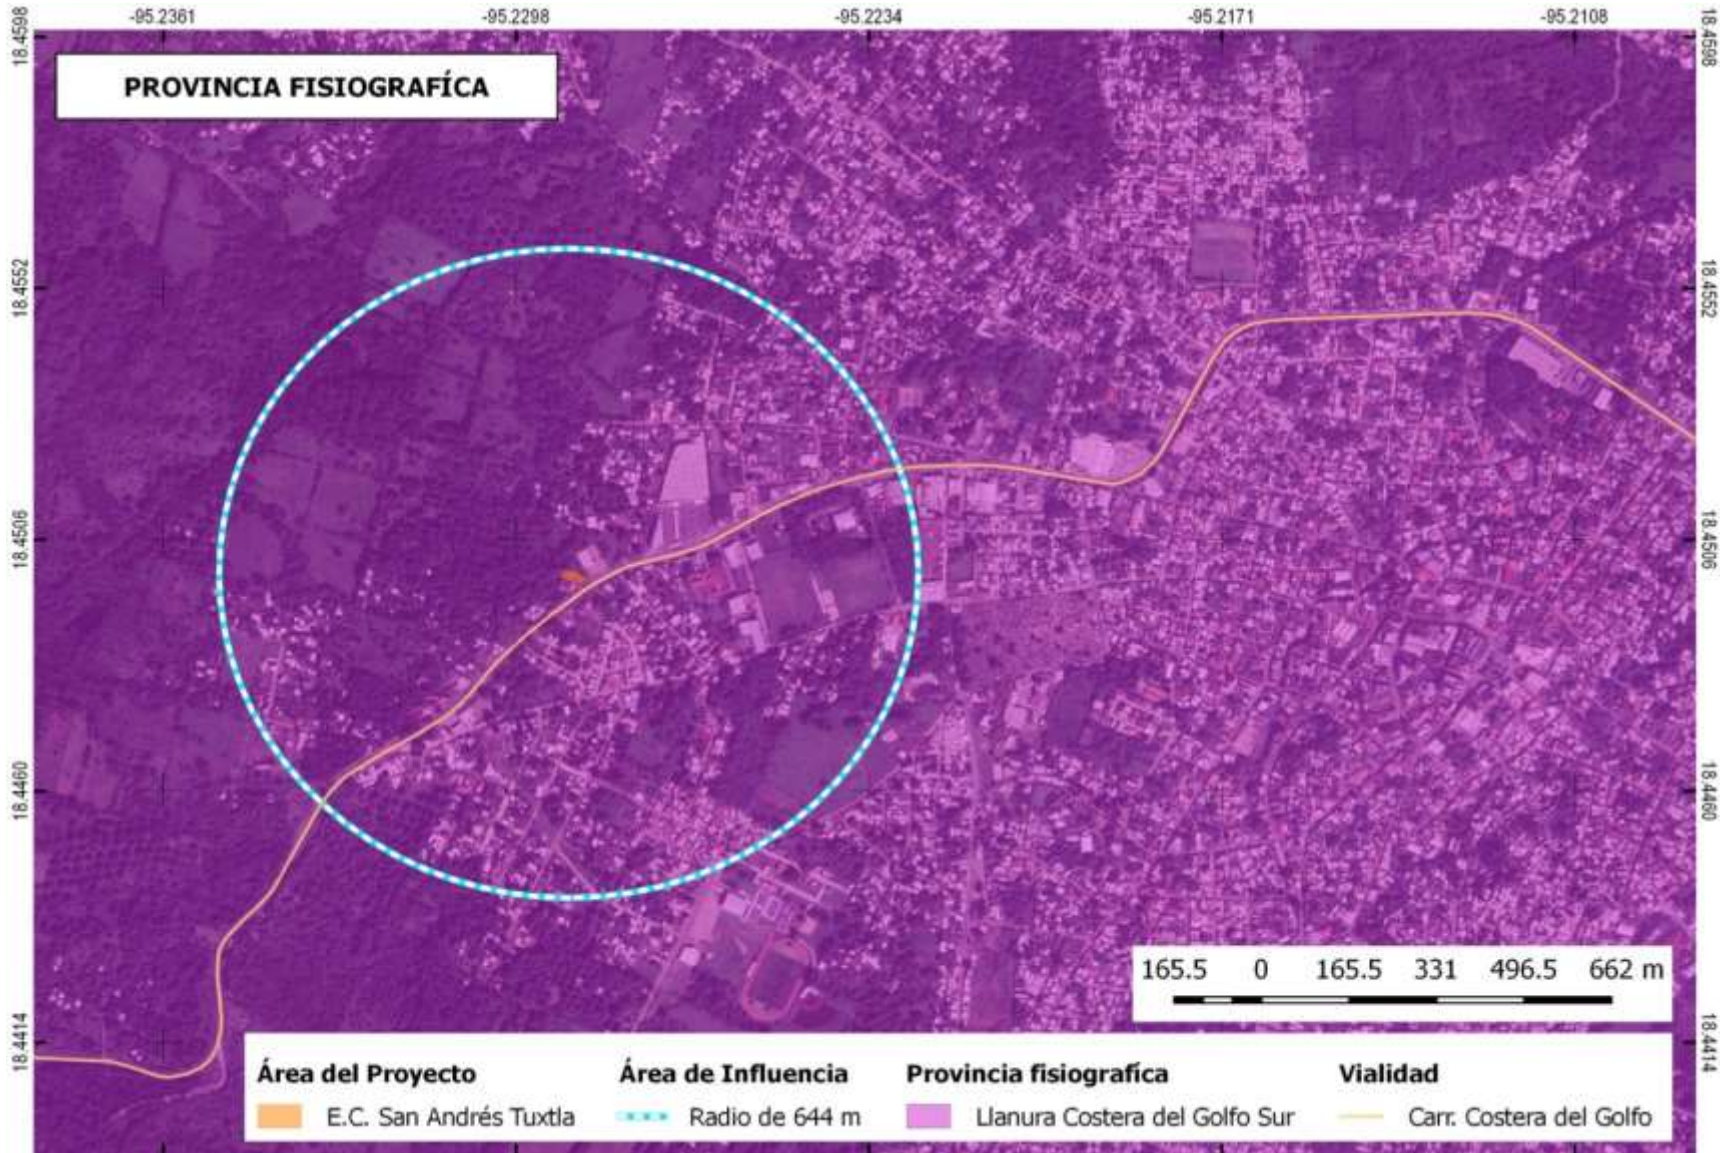 -95.2361 -95.2298 -95.2234 -95.2171 -95.2108
18.4598 18.4598
PROVINCIA FISIOGRAFÍCA
18.4552 18.4552
18.4506 18.4506
18.4460 18.4460
165.5 0 165.5 331 496.5 662 m
18.4414 18.4414
Área del Proyecto Área de Influencia Provincia fisiografíca Vialidad
E.C. San Andrés Tuxtla Radio de 644 m Llanura Costera del Golfo Sur Carr. Costera del Golfo